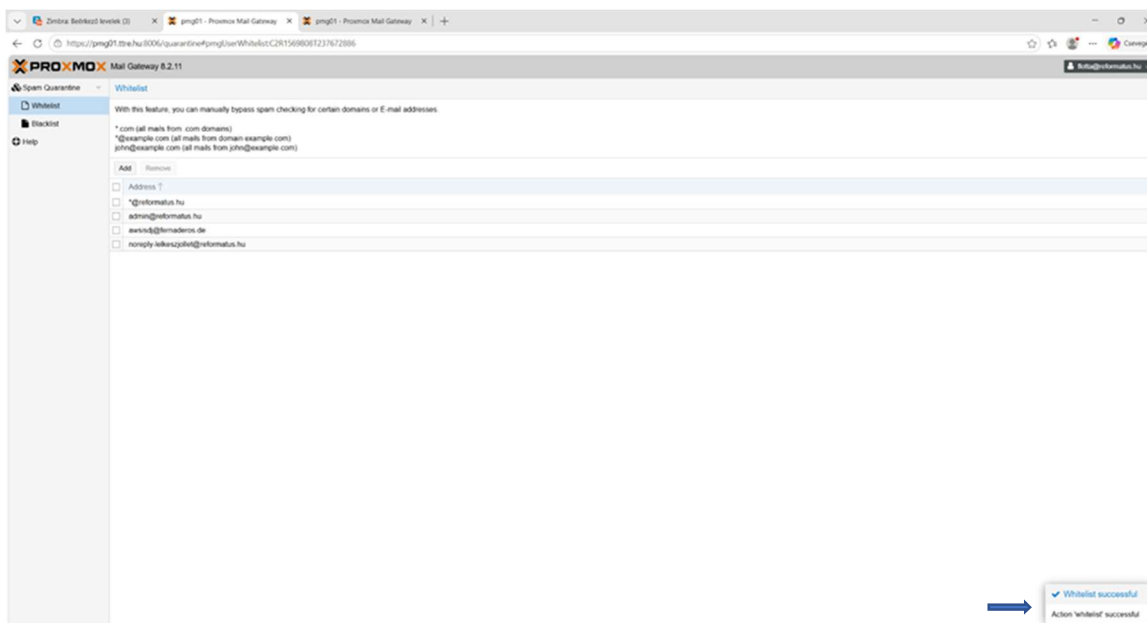 Zimbra: Beérkező levelek (3)
pmg01 - Proxmox Mail Gateway
pmg01 - Proxmox Mail Gateway
https://pmg01.ttre.hu:8006/quarantine#pmgUserWhitelist:C2R1569808T237672886
PROXMOX Mail Gateway 8.2.11
Spam Quarantine
Whitelist
Blacklist
Help
Whitelist
With this feature, you can manually bypass spam checking for certain domains or E-mail addresses.
*.com (all mails from .com domains)
*@example.com (all mails from domain example.com)
john@example.com (all mails from john@example.com)
Add Remove
Address ↑
*@reformatus.hu
admin@reformatus.hu
awsisdj@fernaderos.de
noreply-lelkeszjollet@reformatus.hu
Whitelist successful
Action 'whitelist' successful